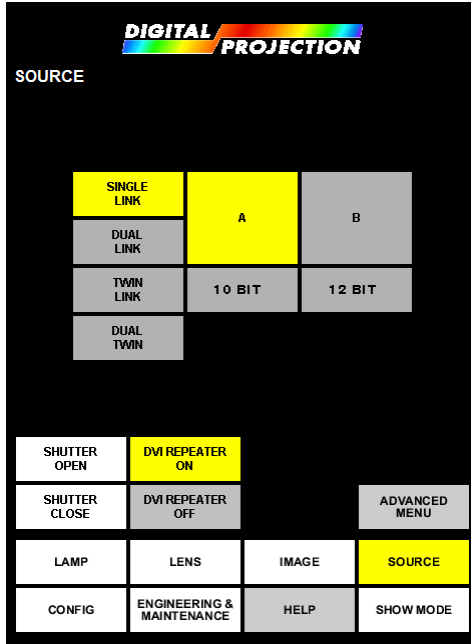 DIGITAL
PROJECTION
SOURCE
SINGLE
LINK
A
B
DUAL
LINK
TWIN
LINK
10 BIT
12 BIT
DUAL
TWIN
SHUTTER
OPEN
DVI REPEATER
ON
SHUTTER
CLOSE
DVI REPEATER
OFF
ADVANCED
MENU
LAMP
LENS
IMAGE
SOURCE
CONFIG
ENGINEERING &
MAINTENANCE
HELP
SHOW MODE